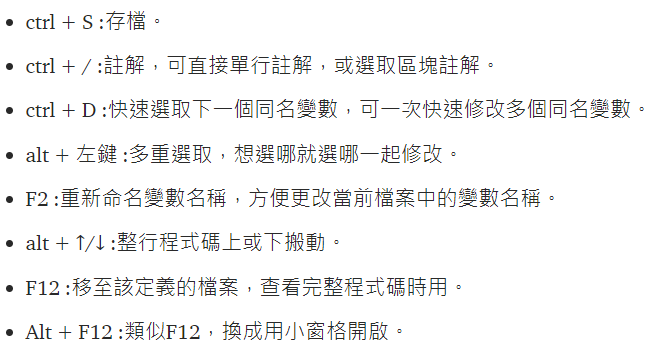 ctrl + S :存檔。
ctrl + / :註解，可直接單行註解，或選取區塊註解。
ctrl + D :快速選取下一個同名變數，可一次快速修改多個同名變數。
alt + 左鍵 :多重選取，想選哪就選哪一起修改。
F2 :重新命名變數名稱，方便更改當前檔案中的變數名稱。
alt + ↑/↓ :整行程式碼上或下搬動。
F12 :移至該定義的檔案，查看完整程式碼時用。
Alt + F12 :類似F12，換成用小窗格開啟。